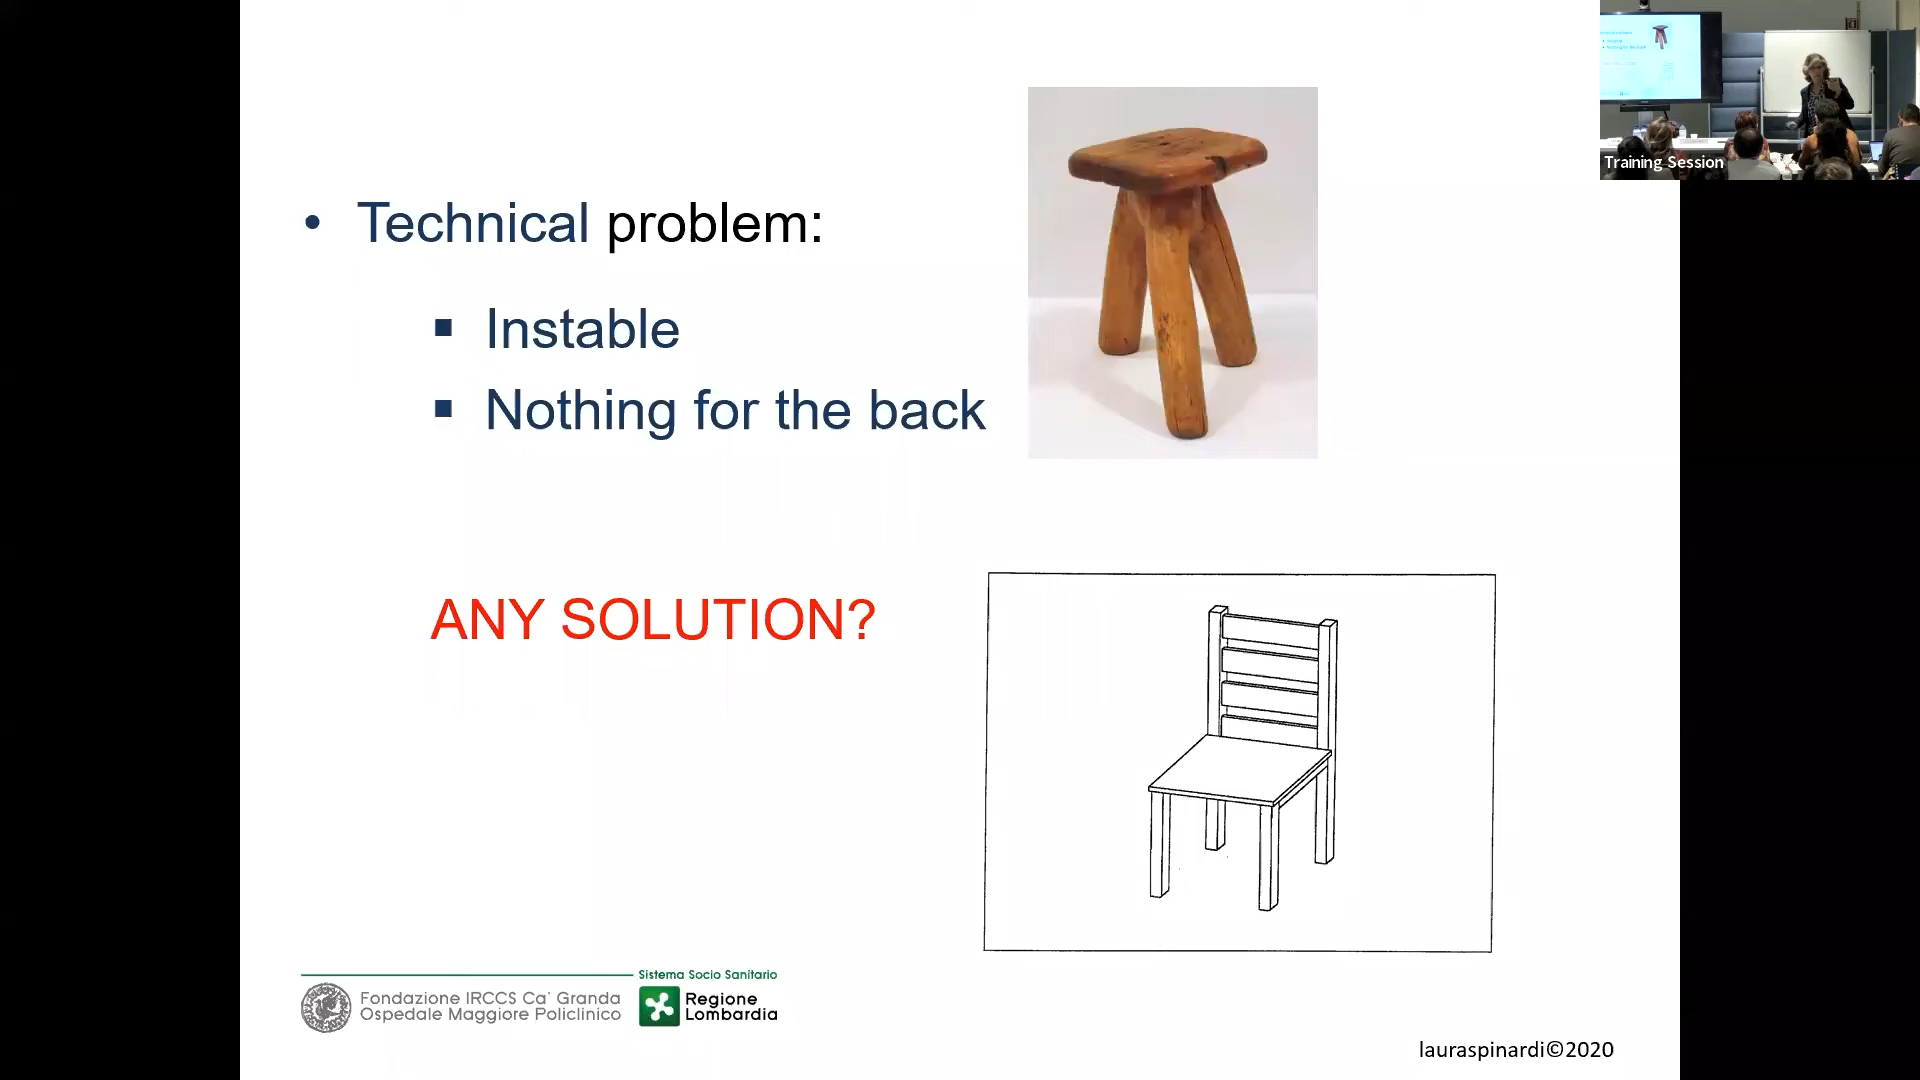 Training Session
• Technical problem:
▪ Instable
▪ Nothing for the back
ANY SOLUTION?
Sistema Socio Sanitario
Fondazione IRCCS Ca' Granda
Ospedale Maggiore Policlinico
Regione
Lombardia
lauraspinardi©2020